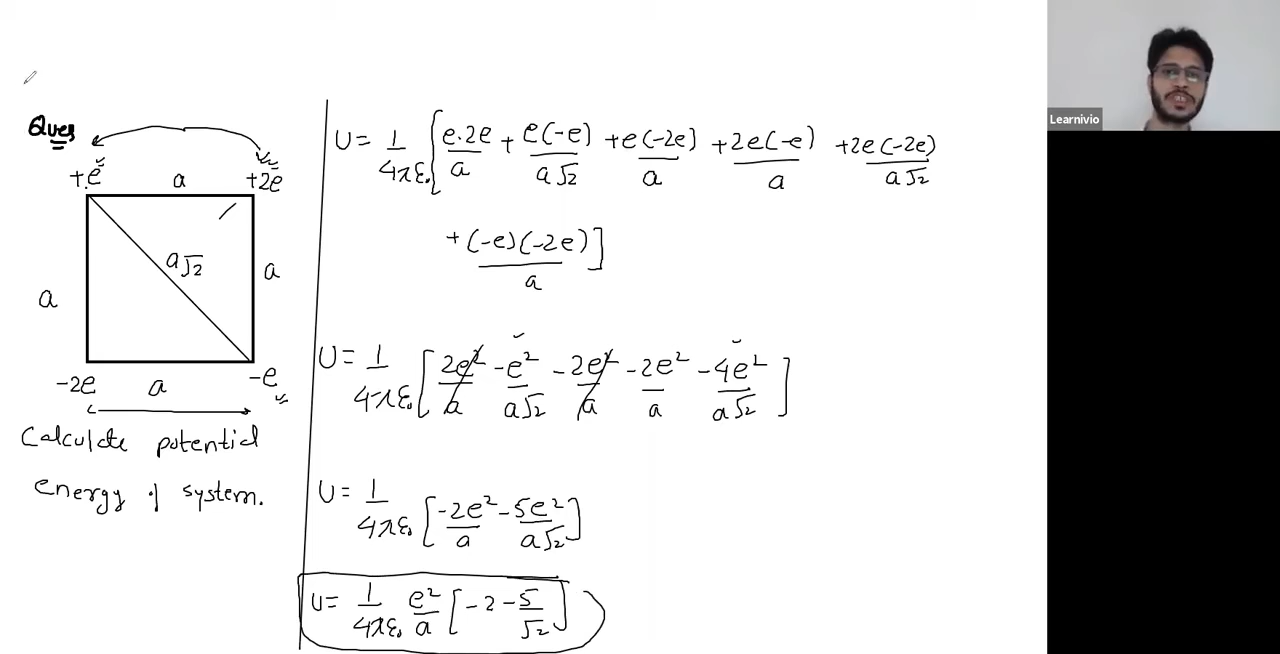 Ques
+e a +2e
a√2
a a
-2e a -e
Calculate potential
energy of system.
U = 1/4πε₀ [e.2e/a + e(-e)/a√2 + e(-2e)/a + 2e(-e)/a + 2e(-2e)/a√2
+ (-e)(-2e)/a]
U = 1/4πε₀ [2e²/a - e²/a√2 - 2e²/a - 2e²/a - 4e²/a√2]
U = 1/4πε₀ [-2e²/a - 5e²/a√2]
U = 1/4πε₀ e²/a [-2 - 5/√2]
Learnivio